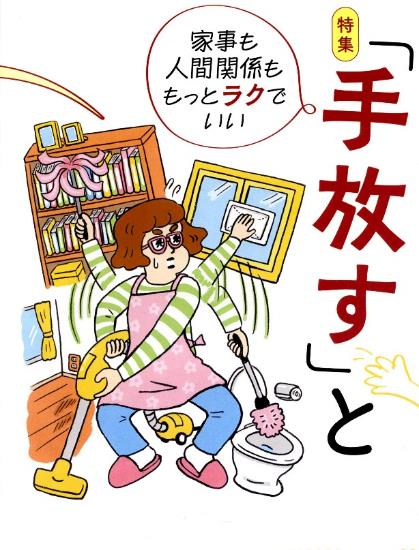 特集
「手放す」と
家事も
人間関係も
もっとラクで
いい